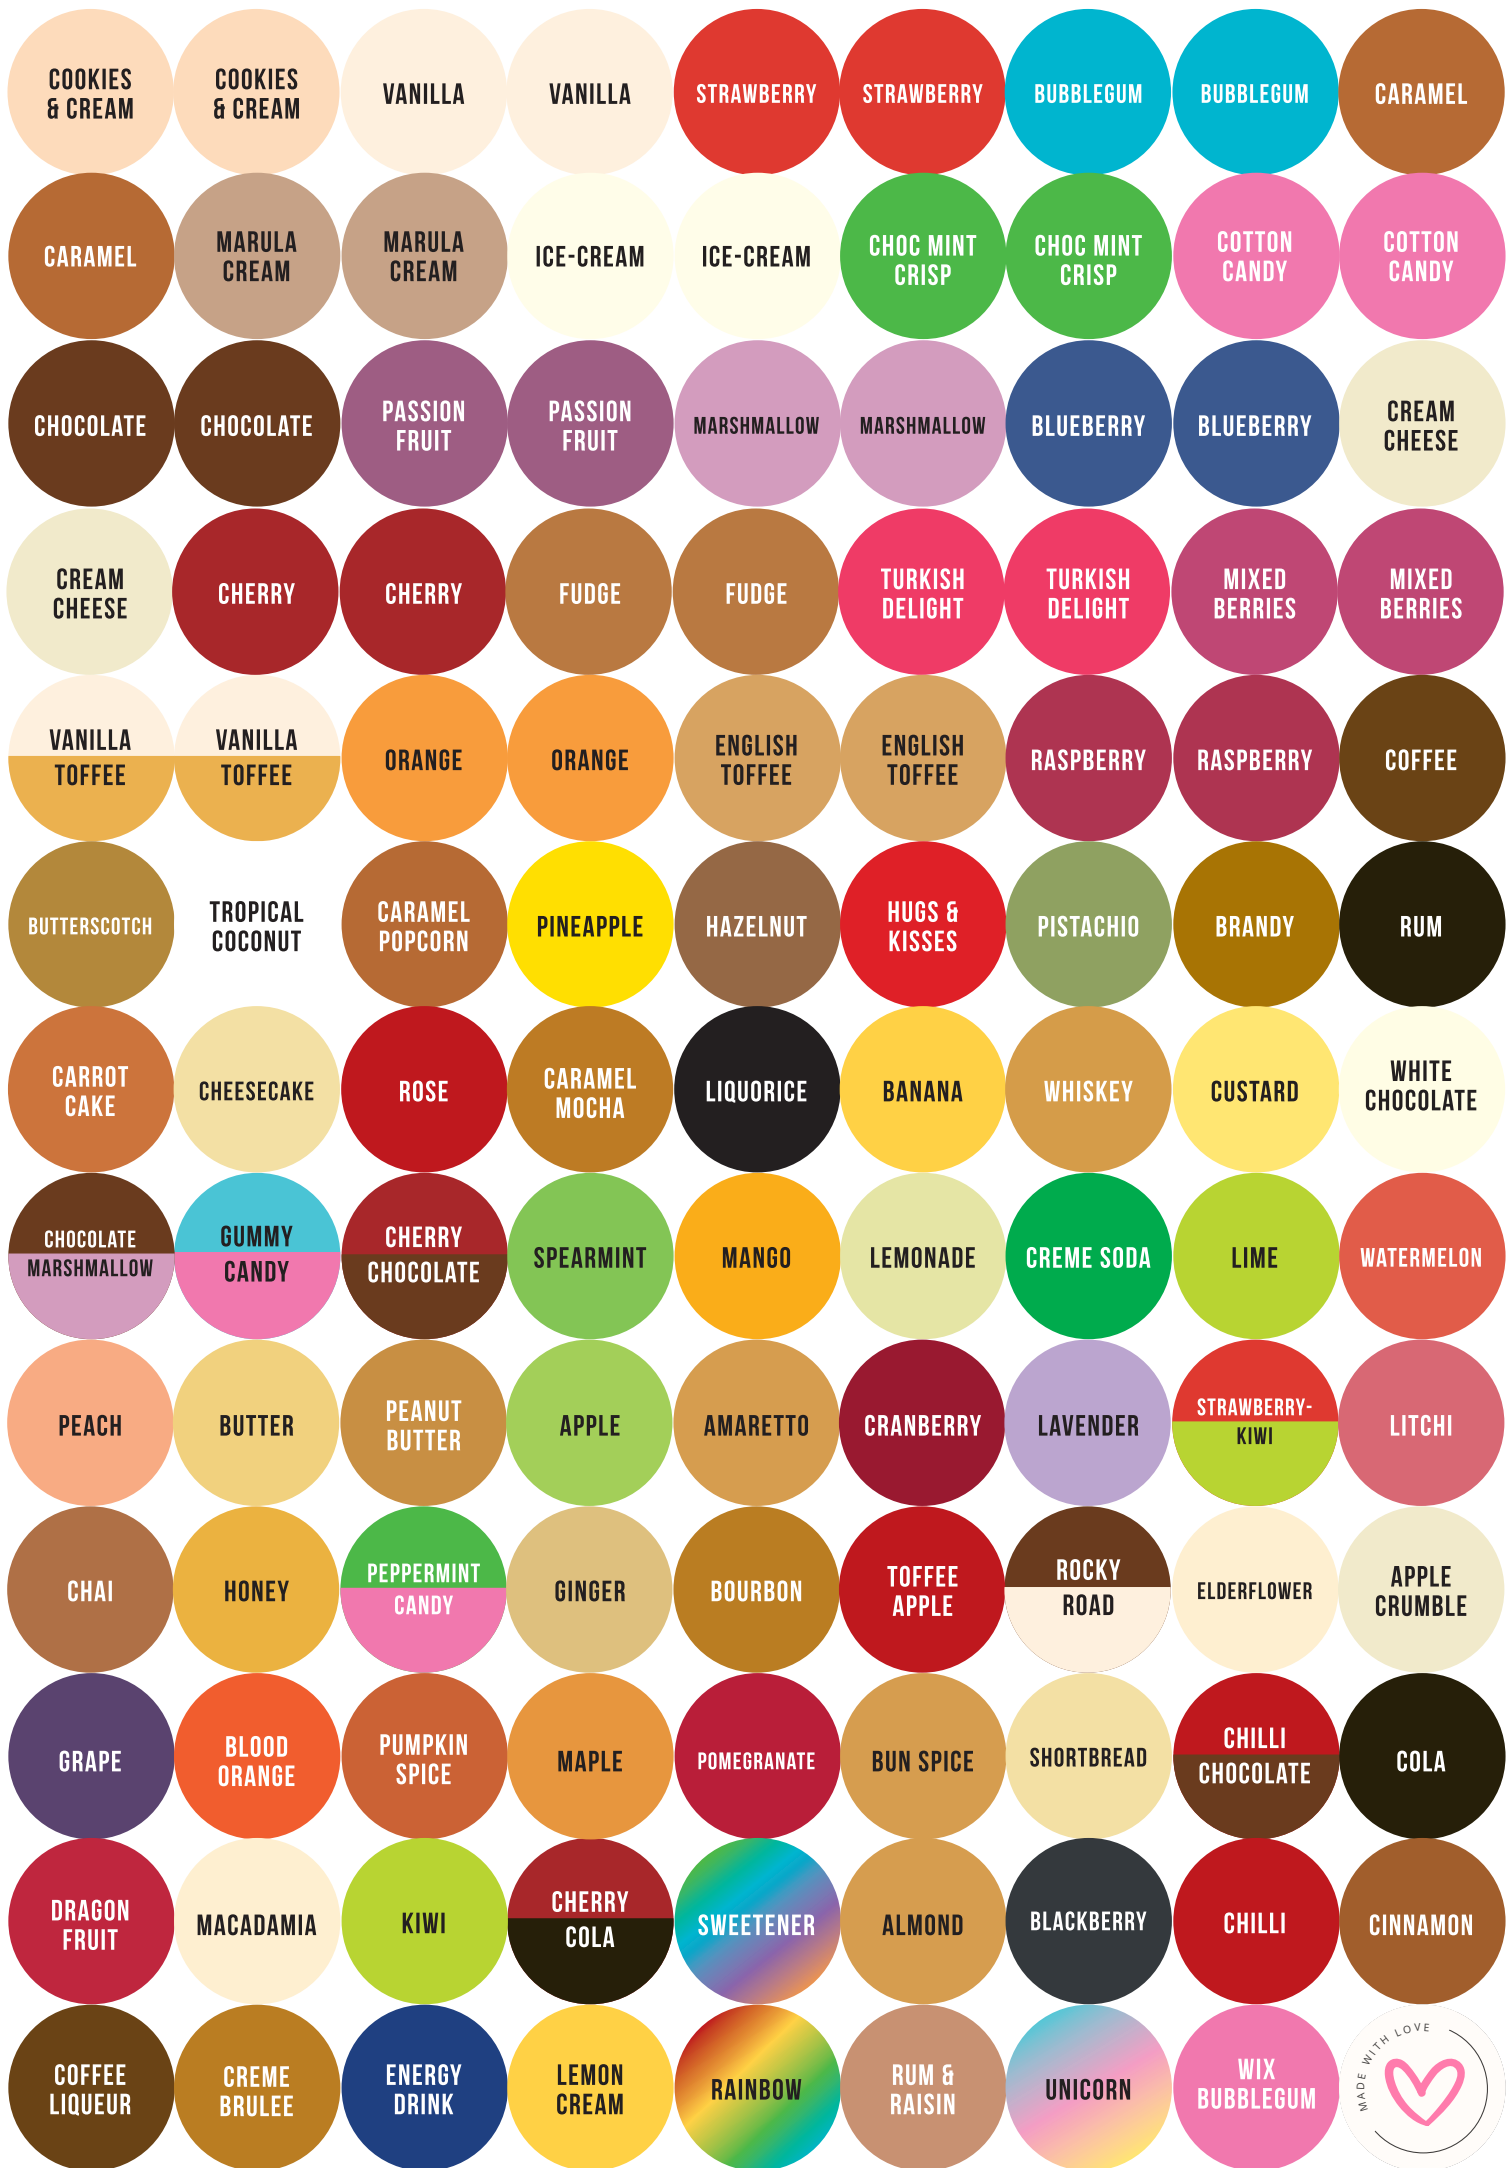 COOKIES
& CREAM
COOKIES
& CREAM
VANILLA
VANILLA
STRAWBERRY
STRAWBERRY
BUBBLEGUM
BUBBLEGUM
CARAMEL
CARAMEL
MARULA
CREAM
MARULA
CREAM
ICE-CREAM
ICE-CREAM
CHOC MINT
CRISP
CHOC MINT
CRISP
COTTON
CANDY
COTTON
CANDY
CHOCOLATE
CHOCOLATE
PASSION
FRUIT
PASSION
FRUIT
MARSHMALLOW
MARSHMALLOW
BLUEBERRY
BLUEBERRY
CREAM
CHEESE
CREAM
CHEESE
CHERRY
CHERRY
FUDGE
FUDGE
TURKISH
DELIGHT
TURKISH
DELIGHT
MIXED
BERRIES
MIXED
BERRIES
VANILLA
TOFFEE
VANILLA
TOFFEE
ORANGE
ORANGE
ENGLISH
TOFFEE
ENGLISH
TOFFEE
RASPBERRY
RASPBERRY
COFFEE
BUTTERSCOTCH
TROPICAL
COCONUT
CARAMEL
POPCORN
PINEAPPLE
HAZELNUT
HUGS &
KISSES
PISTACHIO
BRANDY
RUM
CARROT
CAKE
CHEESECAKE
ROSE
CARAMEL
MOCHA
LIQUORICE
BANANA
WHISKEY
CUSTARD
WHITE
CHOCOLATE
CHOCOLATE
MARSHMALLOW
GUMMY
CANDY
CHERRY
CHOCOLATE
SPEARMINT
MANGO
LEMONADE
CREME SODA
LIME
WATERMELON
PEACH
BUTTER
PEANUT
BUTTER
APPLE
AMARETTO
CRANBERRY
LAVENDER
STRAWBERRY-
KIWI
LITCHI
CHAI
HONEY
PEPPERMINT
CANDY
GINGER
BOURBON
TOFFEE
APPLE
ROCKY
ROAD
ELDERFLOWER
APPLE
CRUMBLE
GRAPE
BLOOD
ORANGE
PUMPKIN
SPICE
MAPLE
POMEGRANATE
BUN SPICE
SHORTBREAD
CHILLI
CHOCOLATE
COLA
DRAGON
FRUIT
MACADAMIA
KIWI
CHERRY
COLA
SWEETENER
ALMOND
BLACKBERRY
CHILLI
CINNAMON
COFFEE
LIQUEUR
CREME
BRULEE
ENERGY
DRINK
LEMON
CREAM
RAINBOW
RUM &
RAISIN
UNICORN
WIX
BUBBLEGUM
MADE WITH LOVE